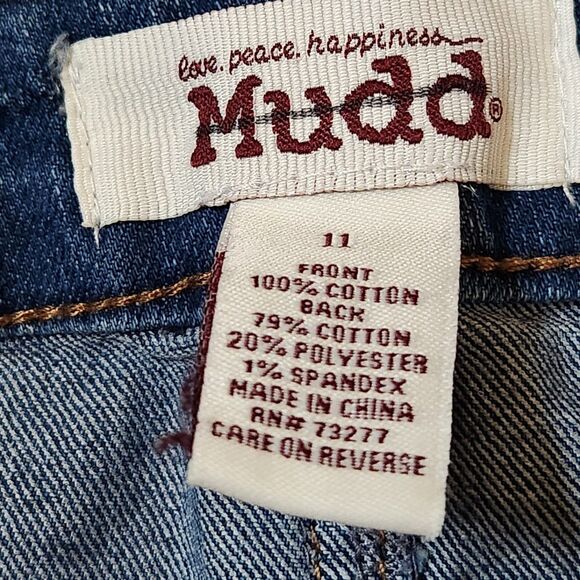 love. peace. happiness
Mudd®
11
FRONT
100% COTTON
BACK
79% COTTON
20% POLYESTER
1% SPANDEX
MADE IN CHINA
RN# 73277
CARE ON REVERSE